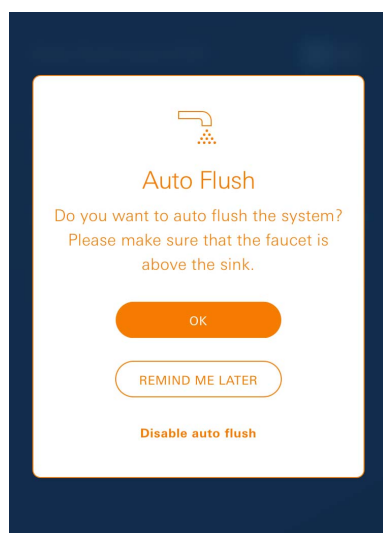 Auto Flush
Do you want to auto flush the system?
Please make sure that the faucet is
above the sink.
OK
REMIND ME LATER
Disable auto flush